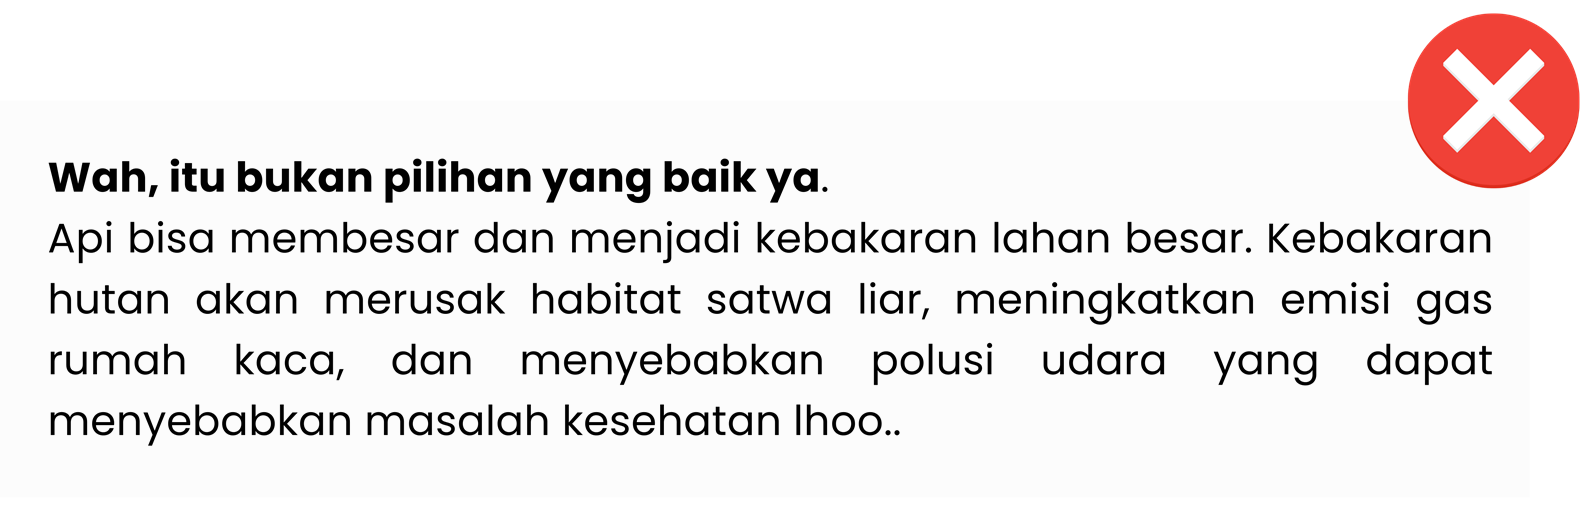 Wah, itu bukan pilihan yang baik ya.
Api bisa membesar dan menjadi kebakaran lahan besar. Kebakaran
hutan akan merusak habitat satwa liar, meningkatkan emisi gas
rumah kaca, dan menyebabkan polusi udara yang dapat
menyebabkan masalah kesehatan lhoo..